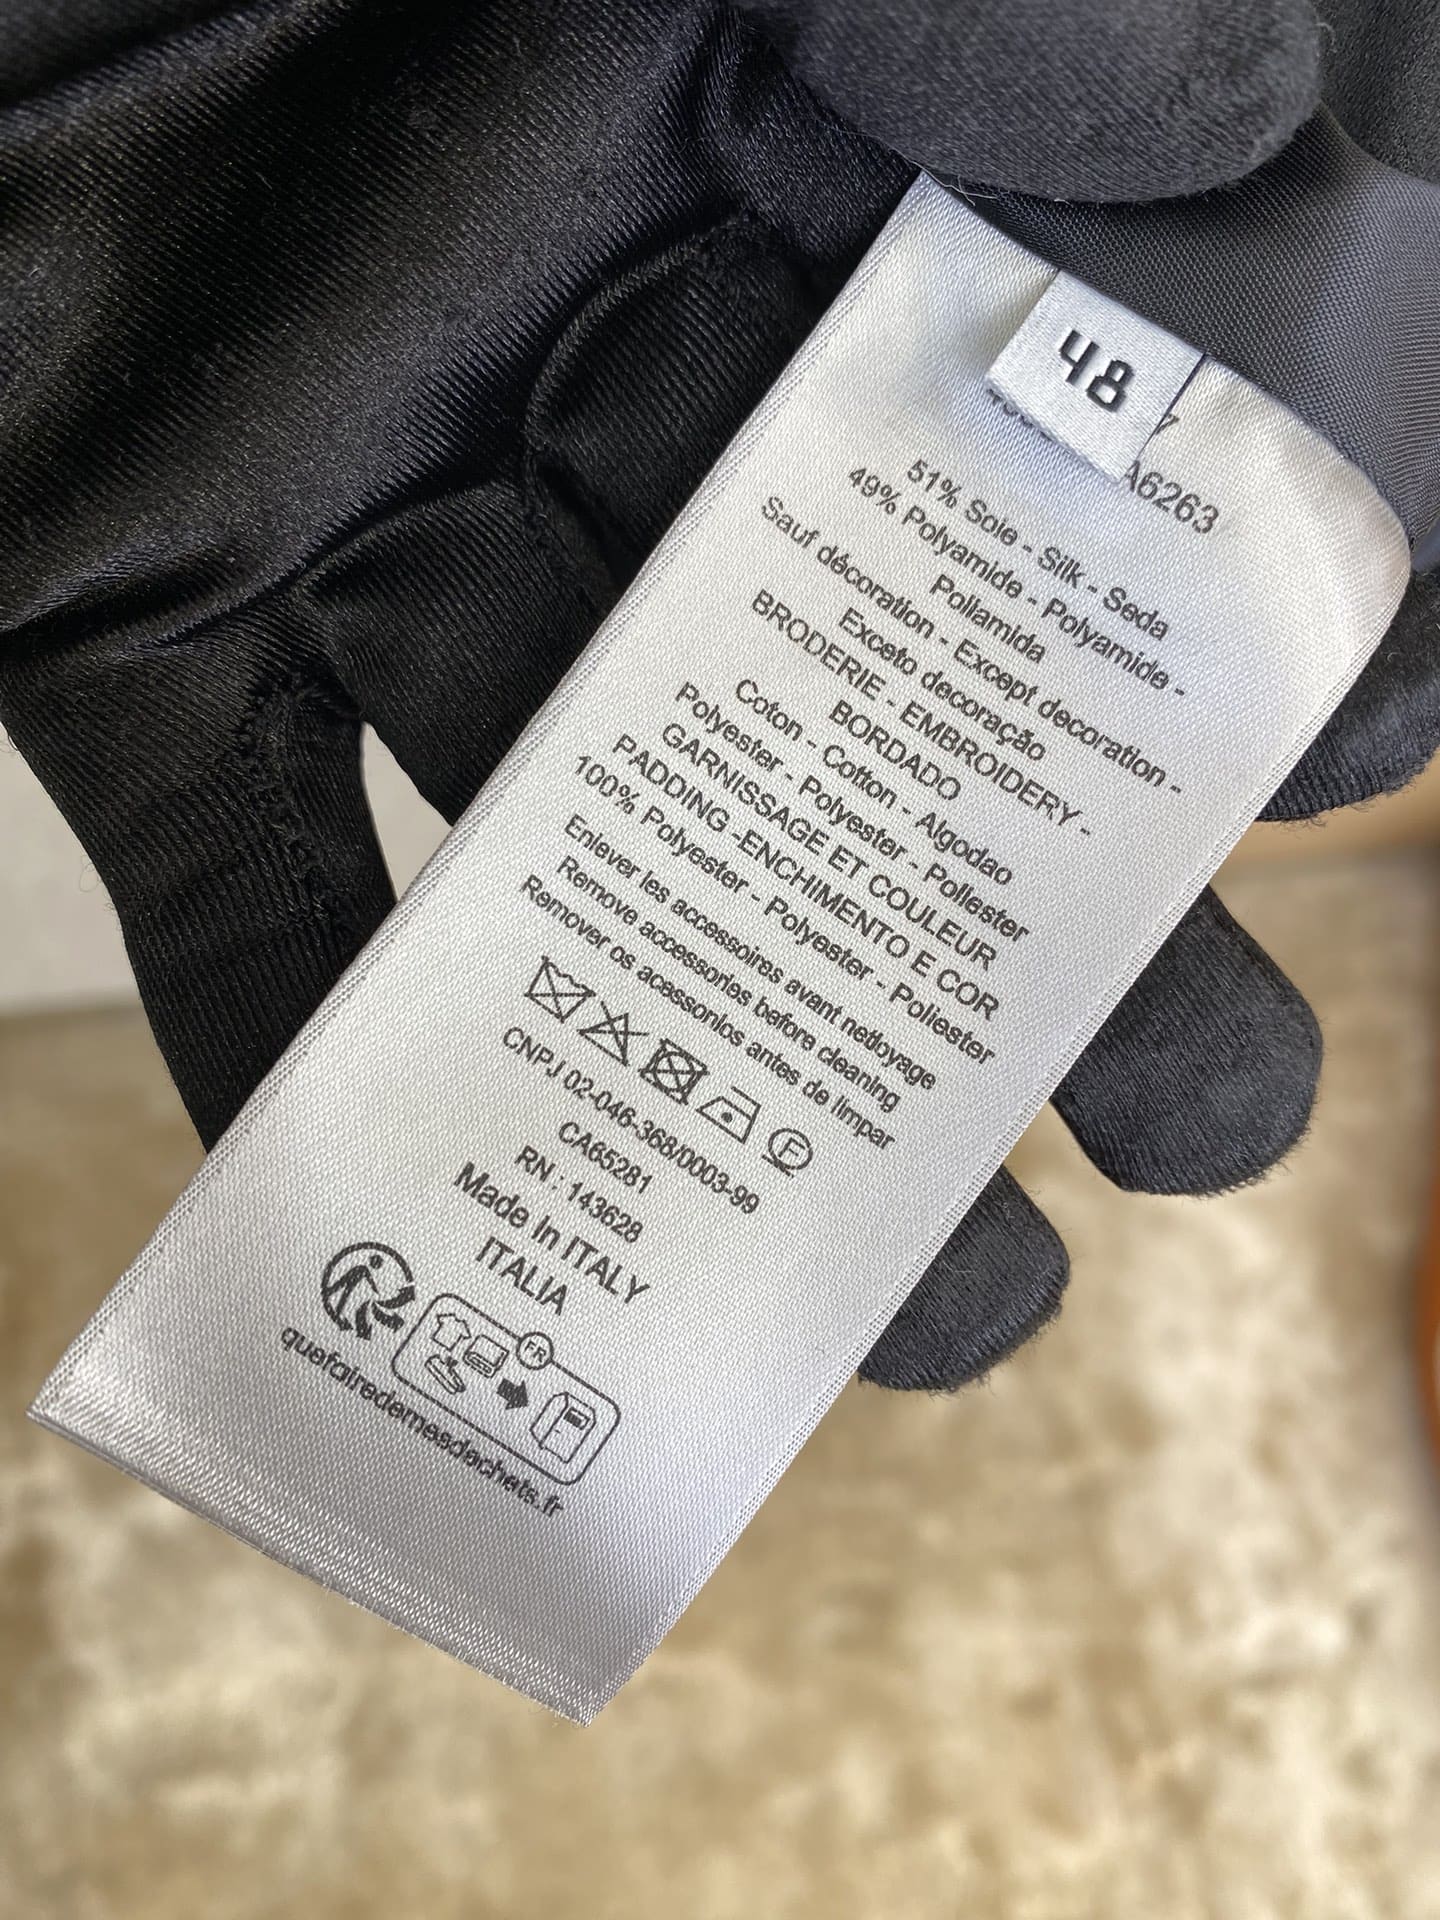 48
A6263
51% Soie - Silk - Seda
49% Polyamide - Polyamide -
Poliamida
Sauf décoration - Except decoration -
Exceto decoração
BRODERIE - EMBROIDERY -
BORDADO
Coton - Cotton - Algodao
Polyester - Polyester - Poliester
GARNISSAGE ET COULEUR
PADDING -ENCHIMENTO E COR
100% Polyester - Polyester - Poliester
Enlever les accessoires avant nettoyage
Remove accessories before cleaning
Remover os acessorios antes de limpar
F
CNPJ 02-046-368/0003-99
CA65281
RN : 143628
Made In ITALY
ITALIA
FR
quefairedemesdechets.fr